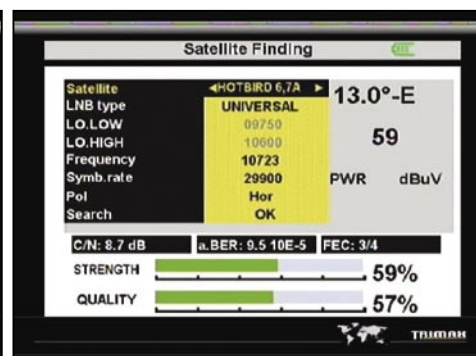 Satellite Finding
Satellite HOTBIRD 6,7A 13.0°-E
LNB type UNIVERSAL
LO.LOW 09750
LO.HIGH 10600 59
Frequency 10723
Symb.rate 29900 PWR dBuV
Pol Hor
Search OK
C/N: 8.7 dB a.BER: 9.5 10E-5 FEC: 3/4
STRENGTH 59%
QUALITY 57%
TRIMAX